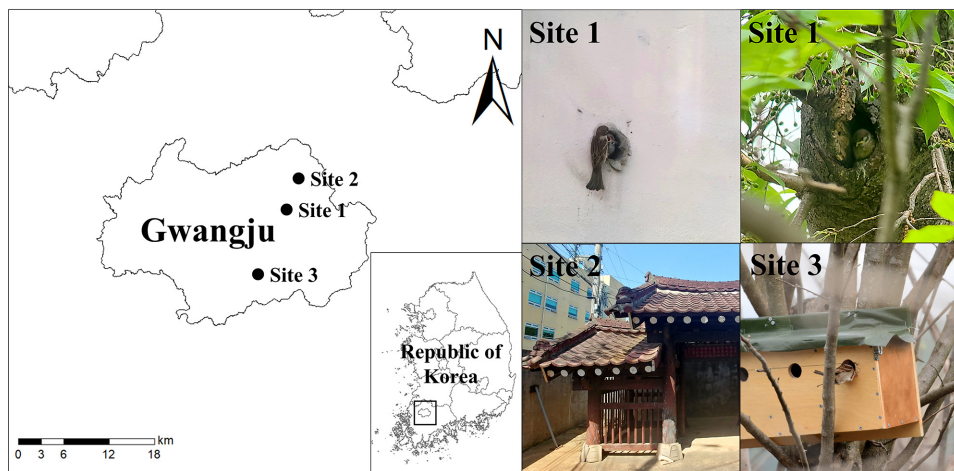 N
Site 2
Site 1
Gwangju
Site 3
Republic of
Korea
km
0 3 6 12 18
Site 1
Site 1
Site 2
Site 3